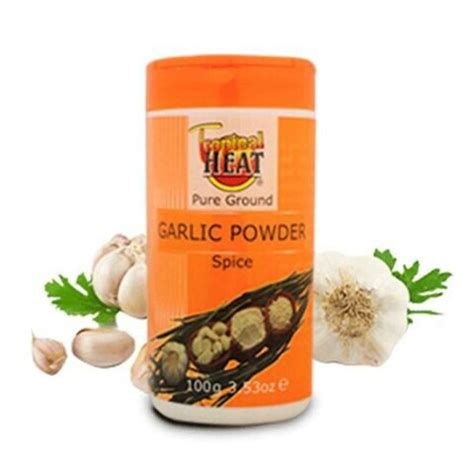 Tropical
HEAT®
Pure Ground
GARLIC POWDER
Spice
100g 3.53oz ℮